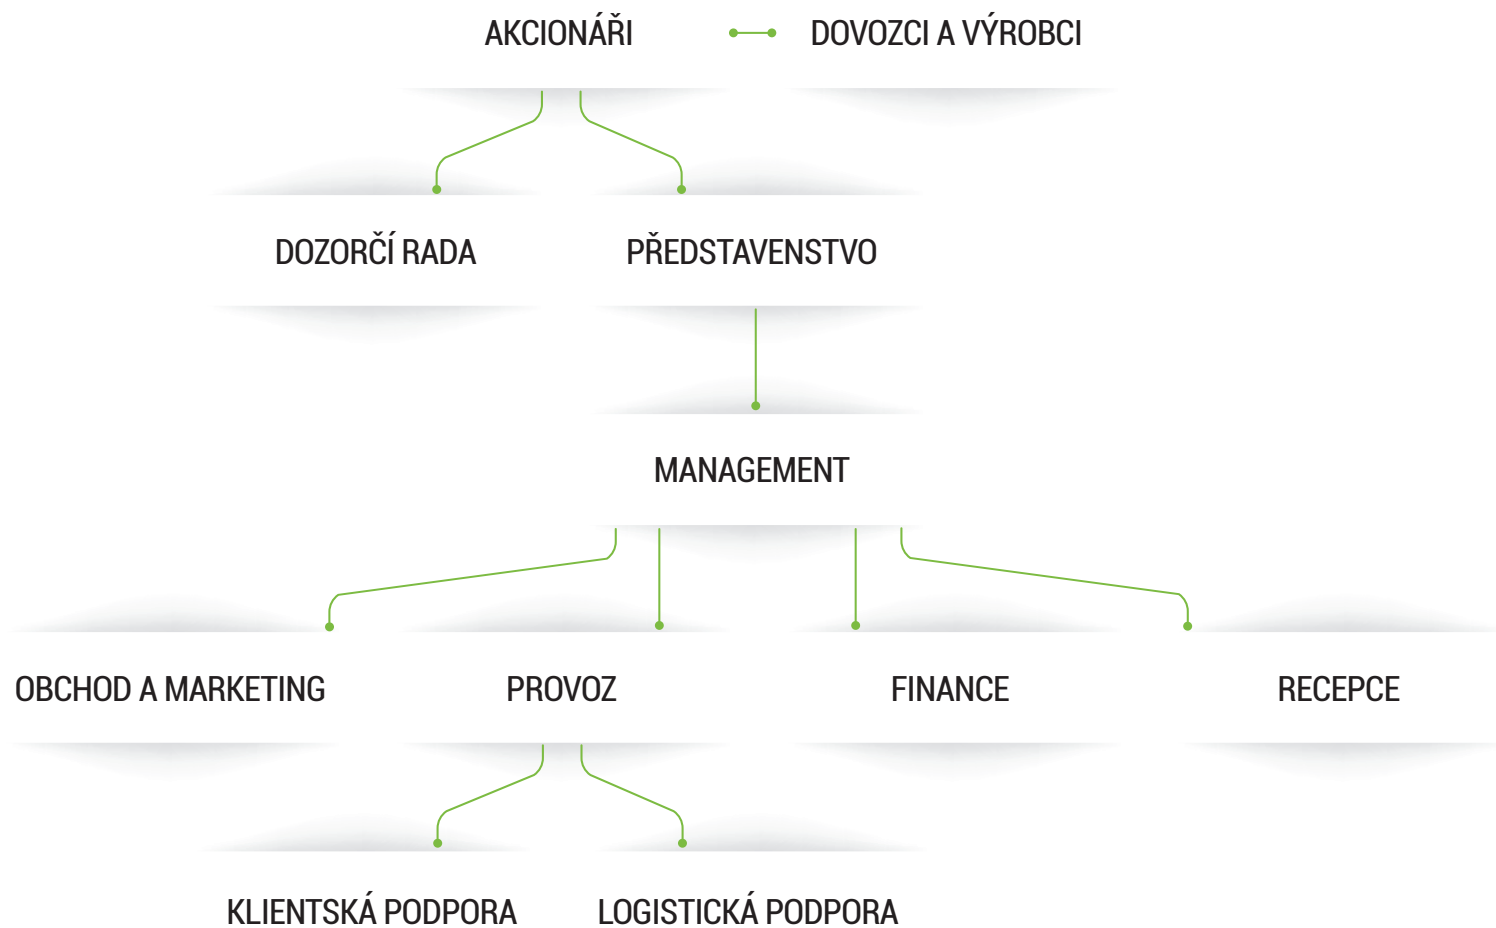 AKCIONÁŘI
DOVOZCI A VÝROBCI
DOZORČÍ RADA
PŘEDSTAVENSTVO
MANAGEMENT
OBCHOD A MARKETING
PROVOZ
FINANCE
RECEPCE
KLIENTSKÁ PODPORA
LOGISTICKÁ PODPORA